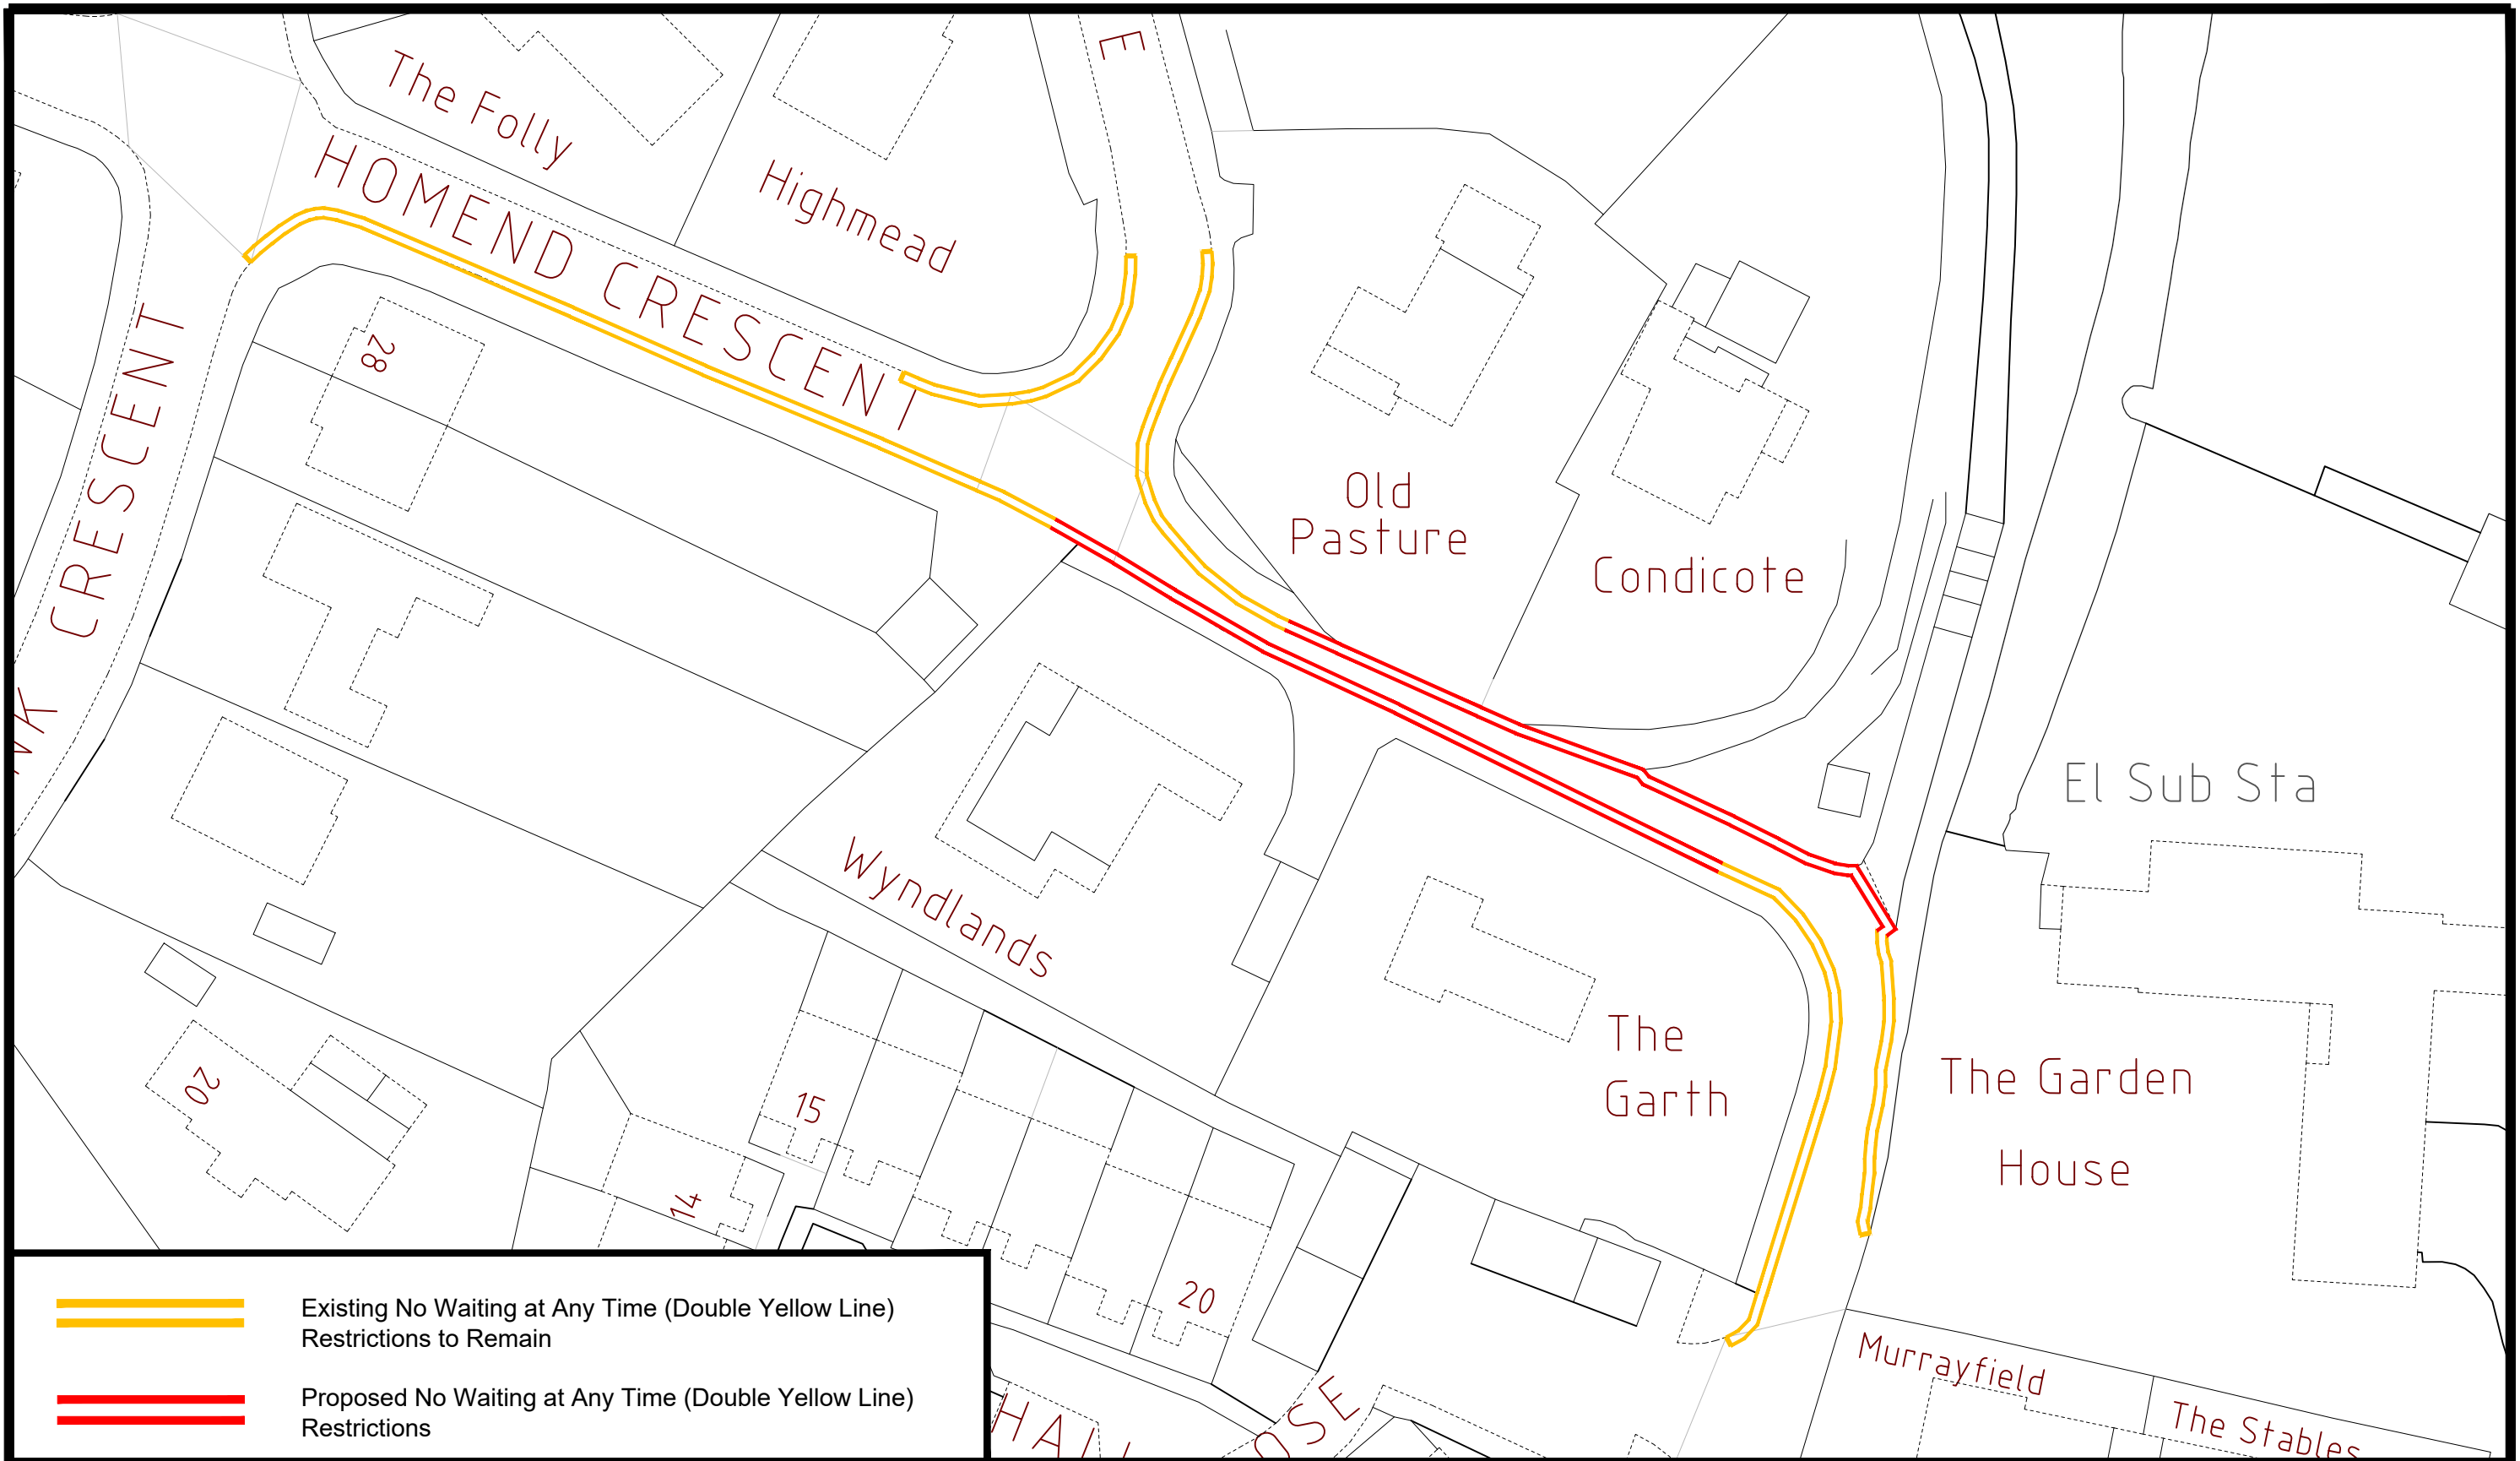 E
The Folly
HOMEND CRESCENT
Highmead
28
CRESCENT
Old
Pasture
Condicote
El Sub Sta
Wyndlands
The
Garth
The Garden
House
20
15
14
20
Murrayfield
The Stables
Existing No Waiting at Any Time (Double Yellow Line)
Restrictions to Remain
Proposed No Waiting at Any Time (Double Yellow Line)
Restrictions